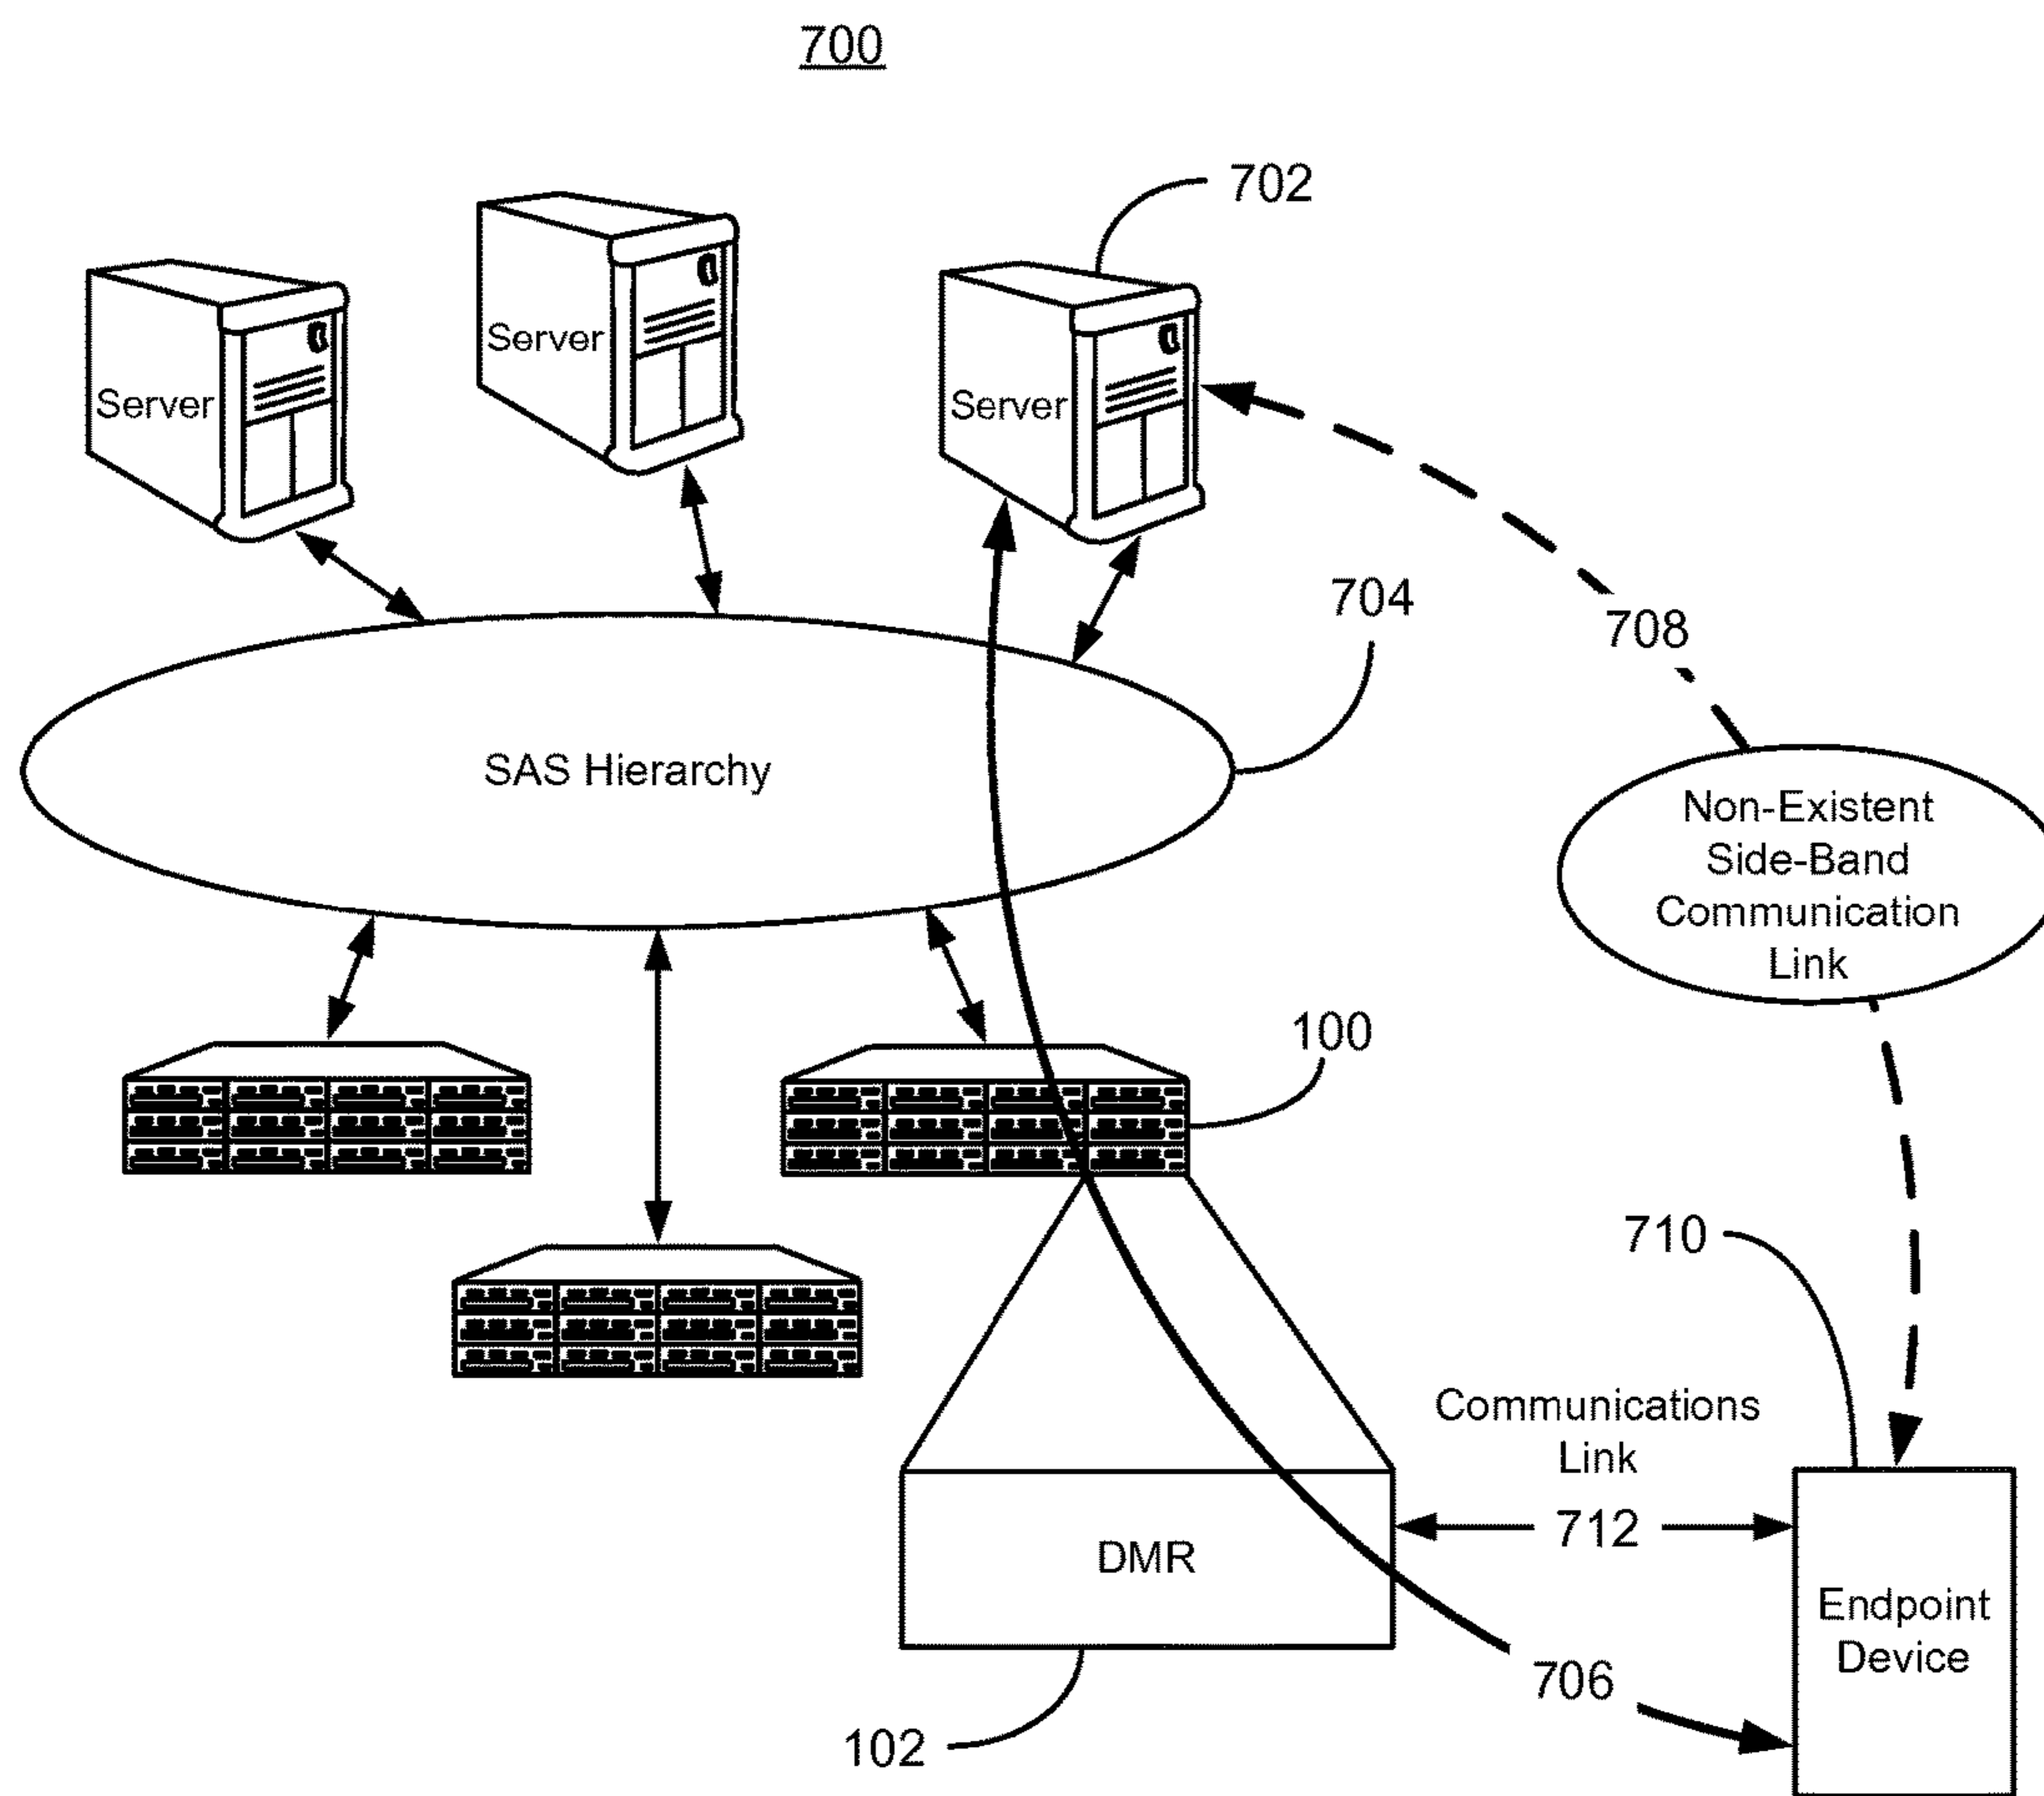 700
702
Server
Server
Server
704
708
SAS Hierarchy
Non-Existent
Side-Band
Communication
Link
100
710
Communications
Link
712
DMR
Endpoint
Device
706
102